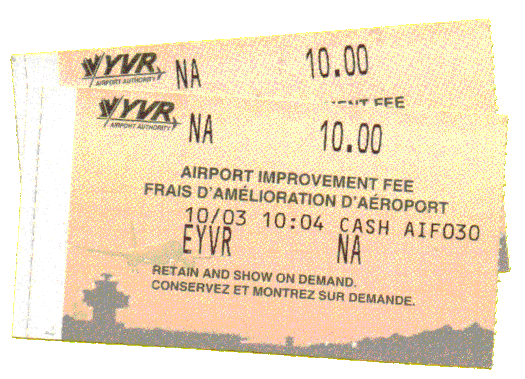 YVR
AIRPORT AUTHORITY
NA 10.00
YVR
AIRPORT AUTHORITY
NA 10.00
AIRPORT IMPROVEMENT FEE
FRAIS D'AMÉLIORATION D'AÉROPORT
10/03 10:04 CASH AIF030
EYVR NA
RETAIN AND SHOW ON DEMAND.
CONSERVEZ ET MONTREZ SUR DEMANDE.